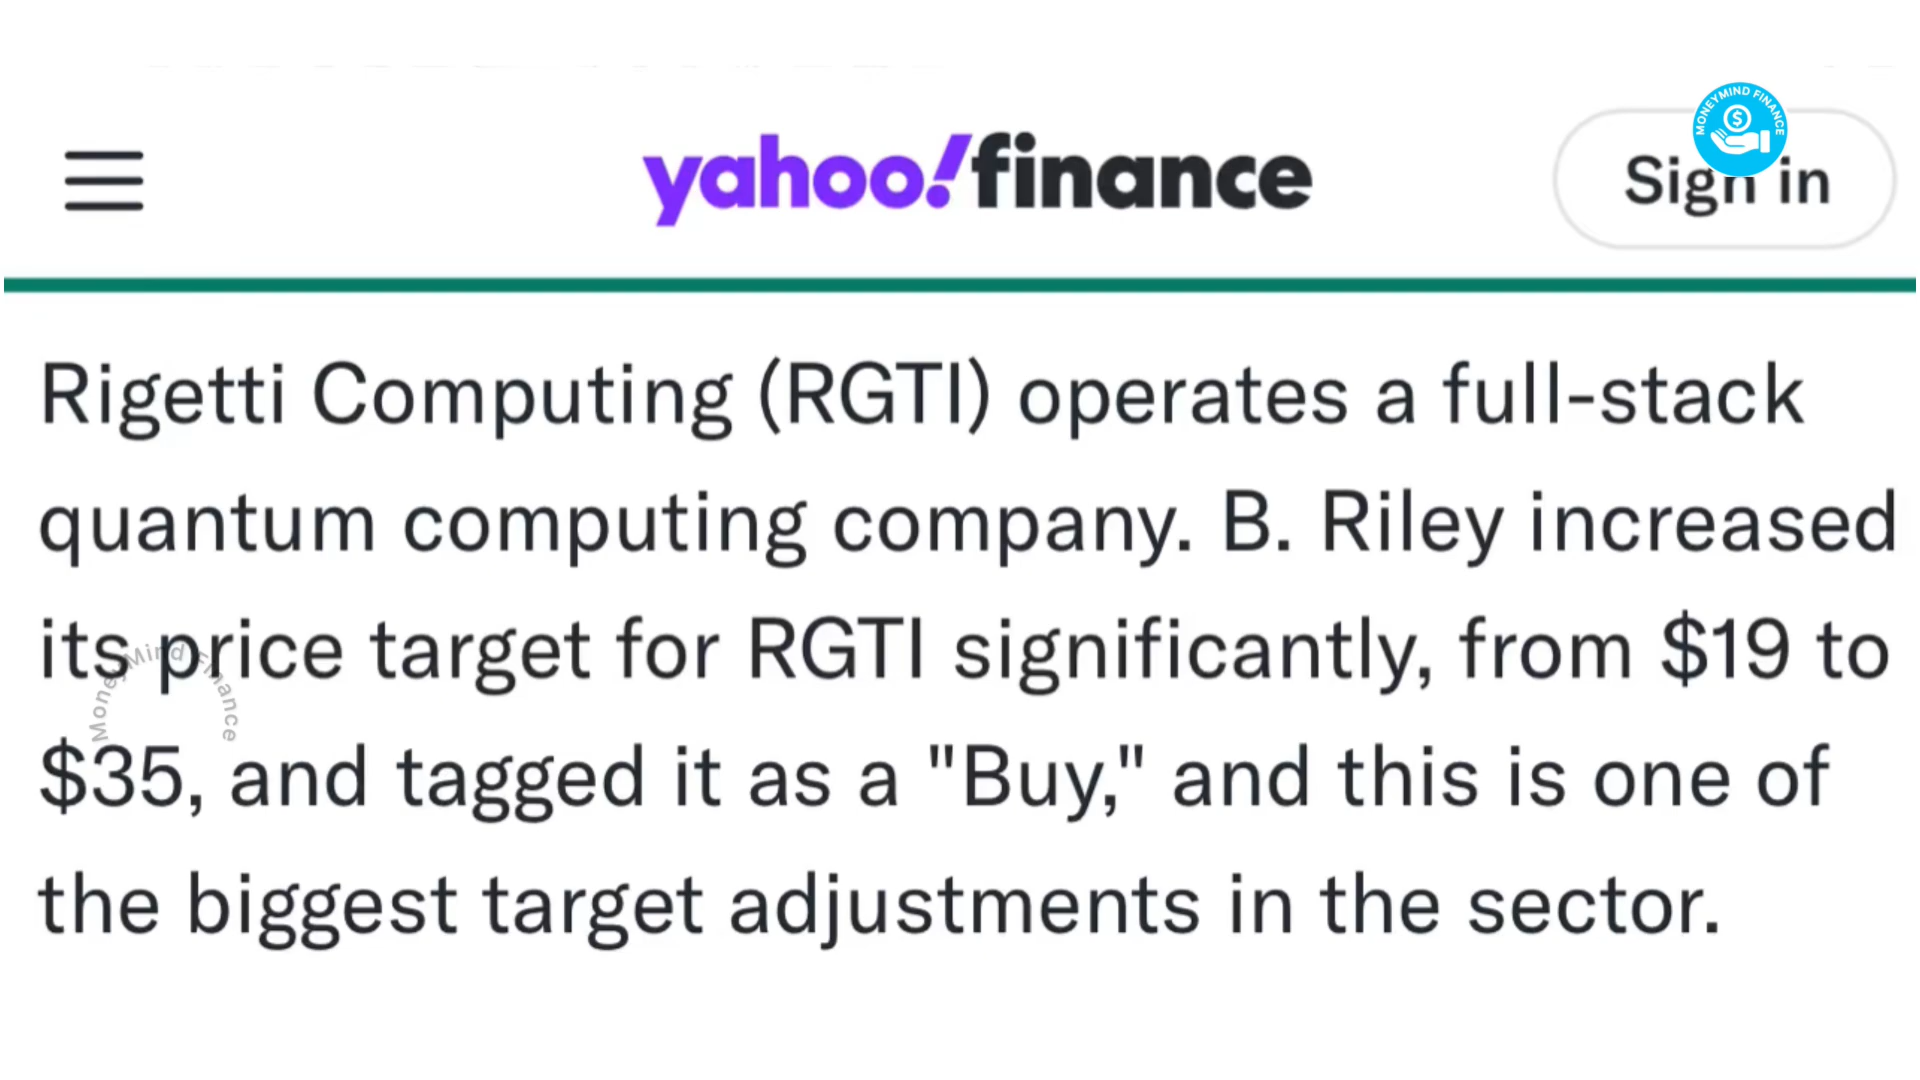 MONEYMIND FINANCE
yahoo!finance
Sign in
Rigetti Computing (RGTI) operates a full-stack
quantum computing company. B. Riley increased
its price target for RGTI significantly, from $19 to
MoneyMind Finance
$35, and tagged it as a "Buy," and this is one of
the biggest target adjustments in the sector.